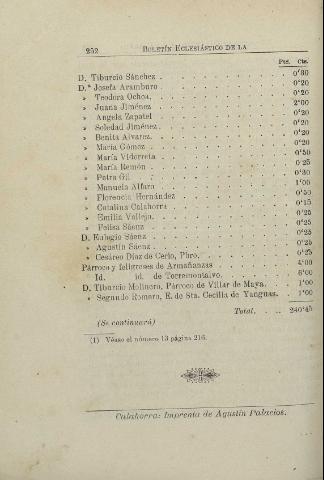 252 BOLETÍN ECLESIÁSTICO DE LA
Pts. Cts.
D. Tiburcio Sánchez . . . 0'30
D.ª Josefa Aramburo . . . 0'20
» Teodora Ochoa. . . . 0'20
» Juana Jiménez . . . 2'00
» Angela Zapatel . . . 0'20
» Soledad Jiménez. . . . 0'20
» Benita Alvarez. . . . 0'20
» María Gómez . . . 0'20
» María Vidorreta . . . 0'50
» María Remón . . . 0'25
» Petra Gil . . . 0'30
» Manuela Alfaro . . . 1'00
» Florencia Hernández . . . 0'50
» Catalina Calahorra . . . 0'15
» Emilia Vallejo. . . . 0'25
» Felisa Sáenz . . . 0'25
D. Eulogio Sáenz . . . 0'25
» Agustín Sáenz . . . 0'25
» Cesáreo Díaz de Cerio, Pbro. . . . 0'25
Párroco y feligreses de Armañanzas . . . 4'00
Id. id. de Torremontalvo. . . . 6'00
D. Tiburcio Molinero, Párroco de Villar de Maya. . 1'00
» Segundo Romero, E. de Sta. Cecilia de Yanguas. . 1'00
Total. . . . 240'45
(Se continuará)
(1) Véase el número 13 página 216.
Calahorra: Imprenta de Agustín Palacios.